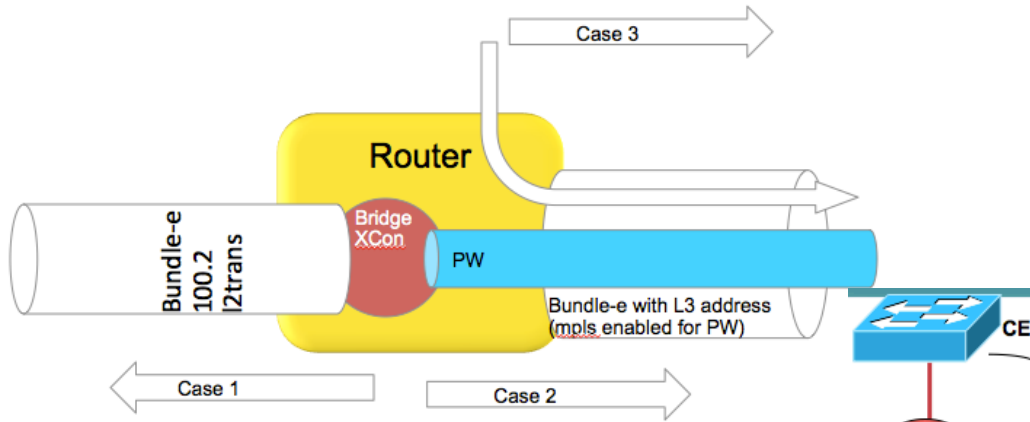 Case 3
Router
Bridge
XCon
Bundle-e
100.2
l2trans
PW
Bundle-e with L3 address
(mpls enabled for PW)
CE
Case 1
Case 2